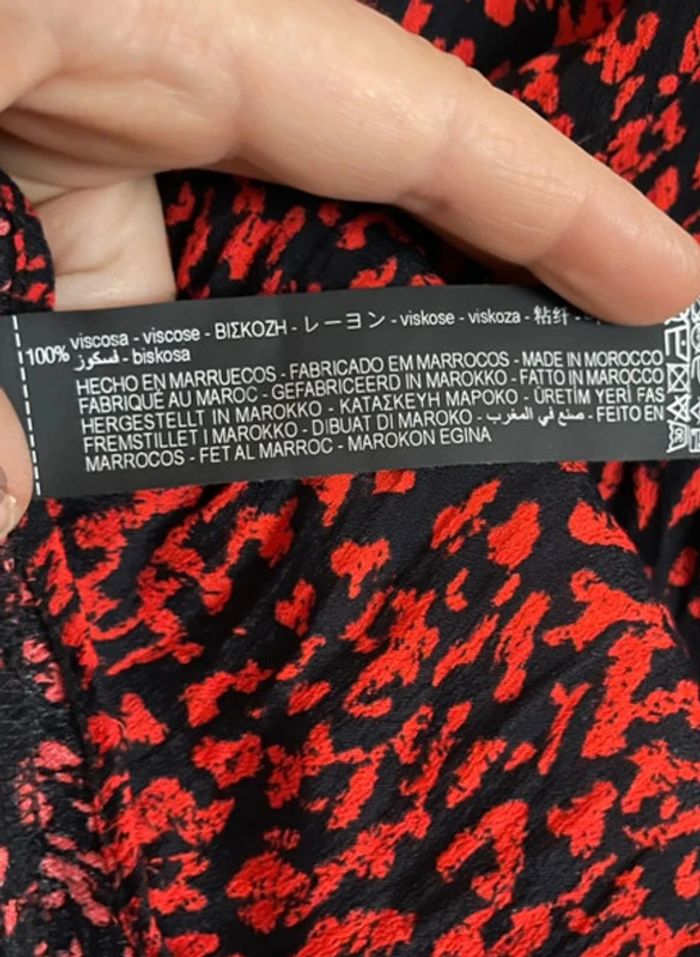 100% viscosa - viscose - ΒΙΣΚΟΖΗ - レーヨン - viskose - viskoza - 粘纤 -
فسكوز - biskosa
HECHO EN MARRUECOS - FABRICADO EM MARROCOS - MADE IN MOROCCO
FABRIQUÉ AU MAROC - GEFABRICEERD IN MAROKKO - FATTO IN MAROCCO
HERGESTELLT IN MAROKKO - ΚΑΤΑΣΚΕΥΗ ΜΑΡΟΚΟ - ÜRETİM YERİ FAS
FREMSTILLET I MAROKKO - DIBUAT DI MAROKO - صنع في المغرب - FEITO EN
MARROCOS - FET AL MARROC - MAROKON EGINA